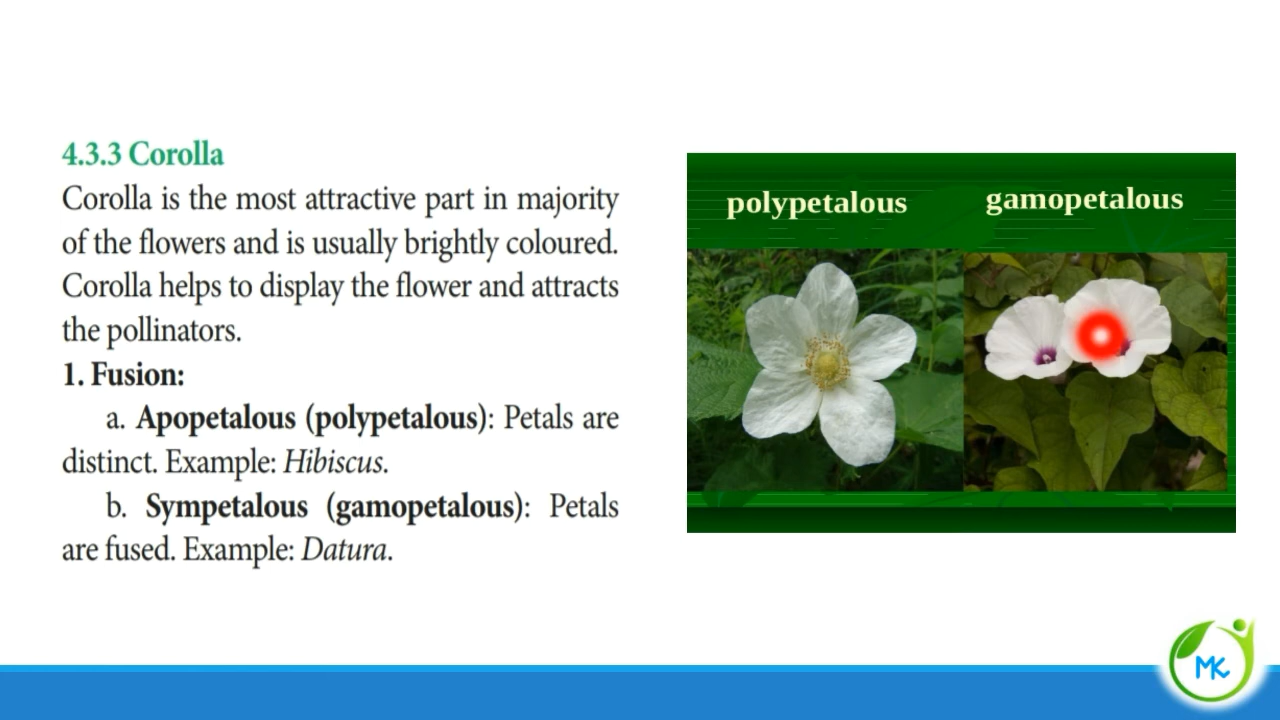 4.3.3 Corolla
Corolla is the most attractive part in majority
of the flowers and is usually brightly coloured.
Corolla helps to display the flower and attracts
the pollinators.
1. Fusion:
a. Apopetalous (polypetalous): Petals are
distinct. Example: Hibiscus.
b. Sympetalous (gamopetalous): Petals
are fused. Example: Datura.
polypetalous
gamopetalous
MK